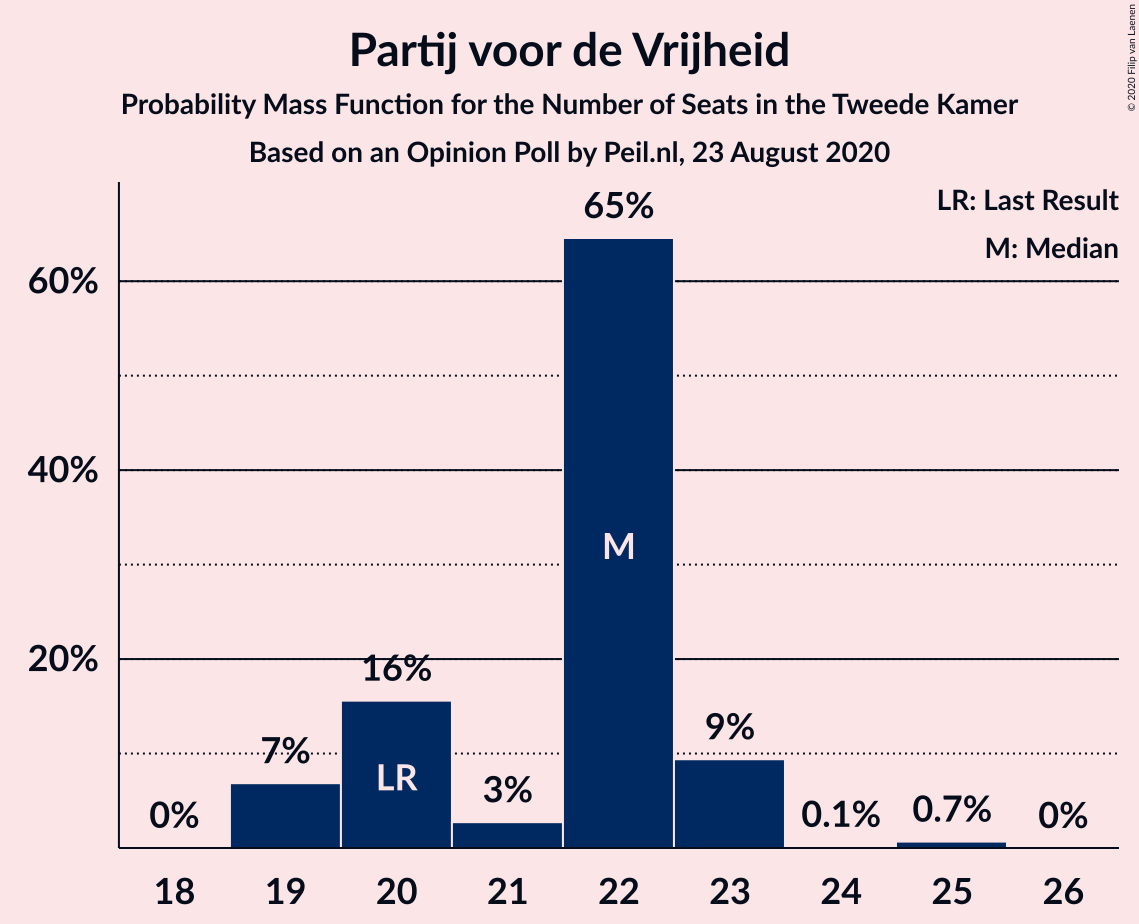 Partij voor de Vrijheid
Probability Mass Function for the Number of Seats in the Tweede Kamer
Based on an Opinion Poll by Peil.nl, 23 August 2020
© 2020 Filip van Laenen
LR: Last Result
M: Median
60%
40%
20%
0%
7%
16%
3%
65%
9%
0.1%
0.7%
0%
LR
M
18 19 20 21 22 23 24 25 26